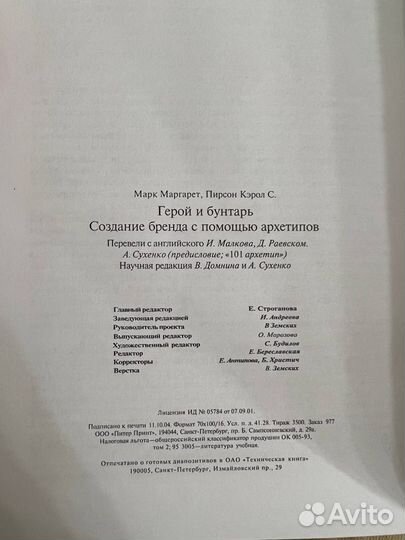 Марк Маргарет, Пирсон Кэрол С.
Герой и бунтарь
Создание бренда с помощью архетипов
Перевели с английского И. Малкова, Д. Раевском.
А. Сухенко (предисловие; «101 архетип»)
Научная редакция В. Домнина и А. Сухенко
Главный редактор Е. Строганова
Заведующая редакцией И. Андреева
Руководитель проекта В Земских
Выпускающий редактор О. Морозова
Художественный редактор С. Будилов
Редактор Е. Береславская
Корректоры Е. Антипова, Б. Христич
Верстка В. Земских
Лицензия ИД № 05784 от 07.09.01.
Подписано к печати 11.10.04. Формат 70х100/16. Усл. п. л. 41.28. Тираж 3500. Заказ 977
ООО «Питер Принт», 194044, Санкт-Петербург, пр. Б. Сампсониевский, д. 29а.
Налоговая льгота—общероссийский классификатор продукции ОК 005-93,
том 2; 95 3005—литература учебная.
Отпечатано с готовых диапозитивов в ОАО «Техническая книга»
190005, Санкт-Петербург, Измайловский пр., 29
Avito